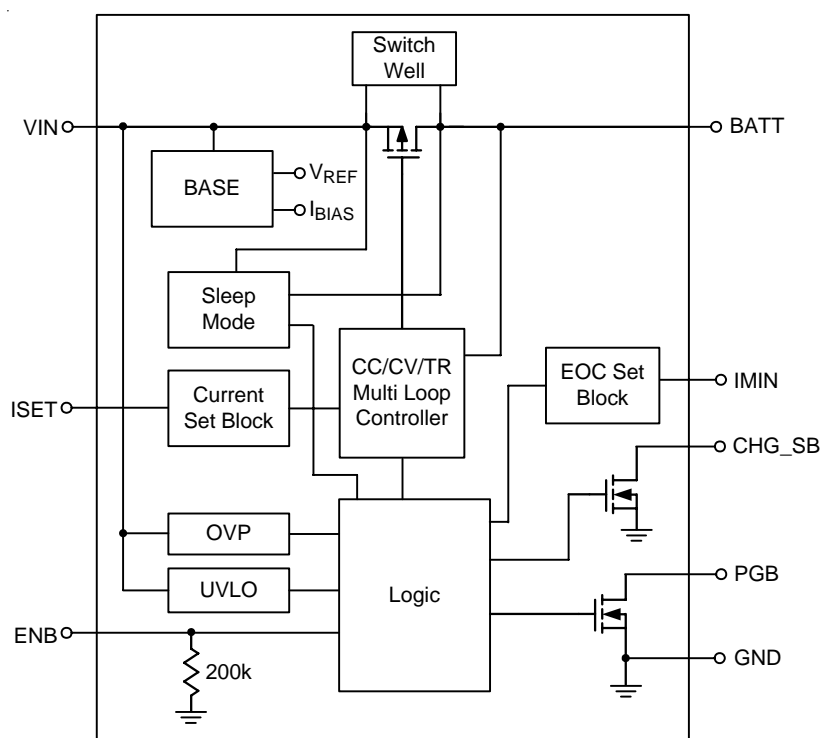 Switch
Well
VIN
BATT
BASE
VREF
IBIAS
Sleep
Mode
CC/CV/TR
Multi Loop
Controller
EOC Set
Block
IMIN
ISET
Current
Set Block
CHG_SB
OVP
UVLO
Logic
PGB
ENB
200k
GND